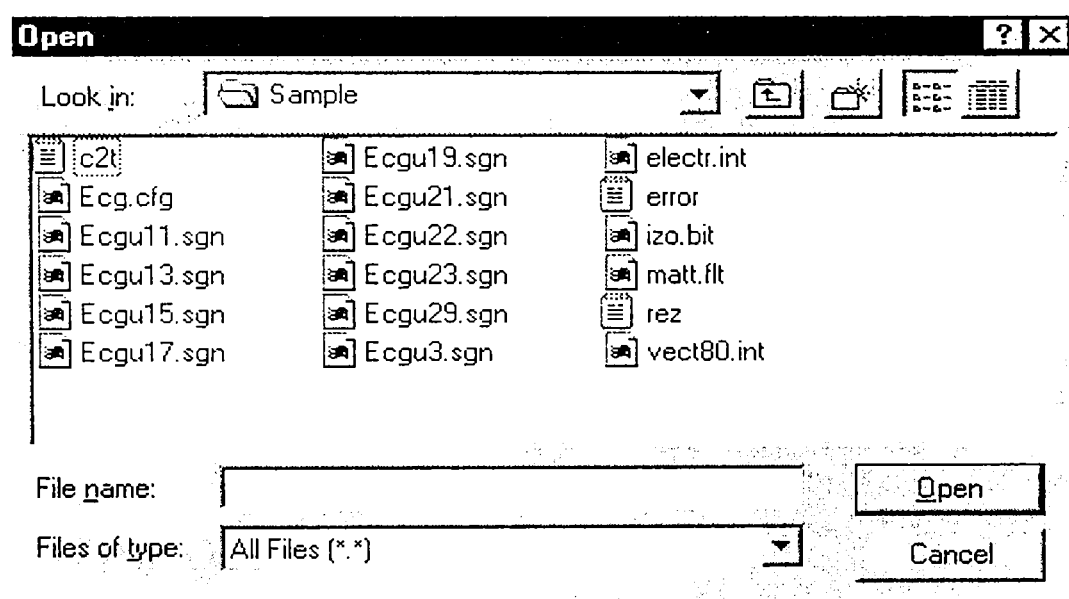 Open
Look in: Sample
c2t Ecgu19.sgn electr.int
Ecg.cfg Ecgu21.sgn error
Ecgu11.sgn Ecgu22.sgn izo.bit
Ecgu13.sgn Ecgu23.sgn matt.flt
Ecgu15.sgn Ecgu29.sgn rez
Ecgu17.sgn Ecgu3.sgn vect80.int
File name: Open
Files of type: All Files (*.*) Cancel